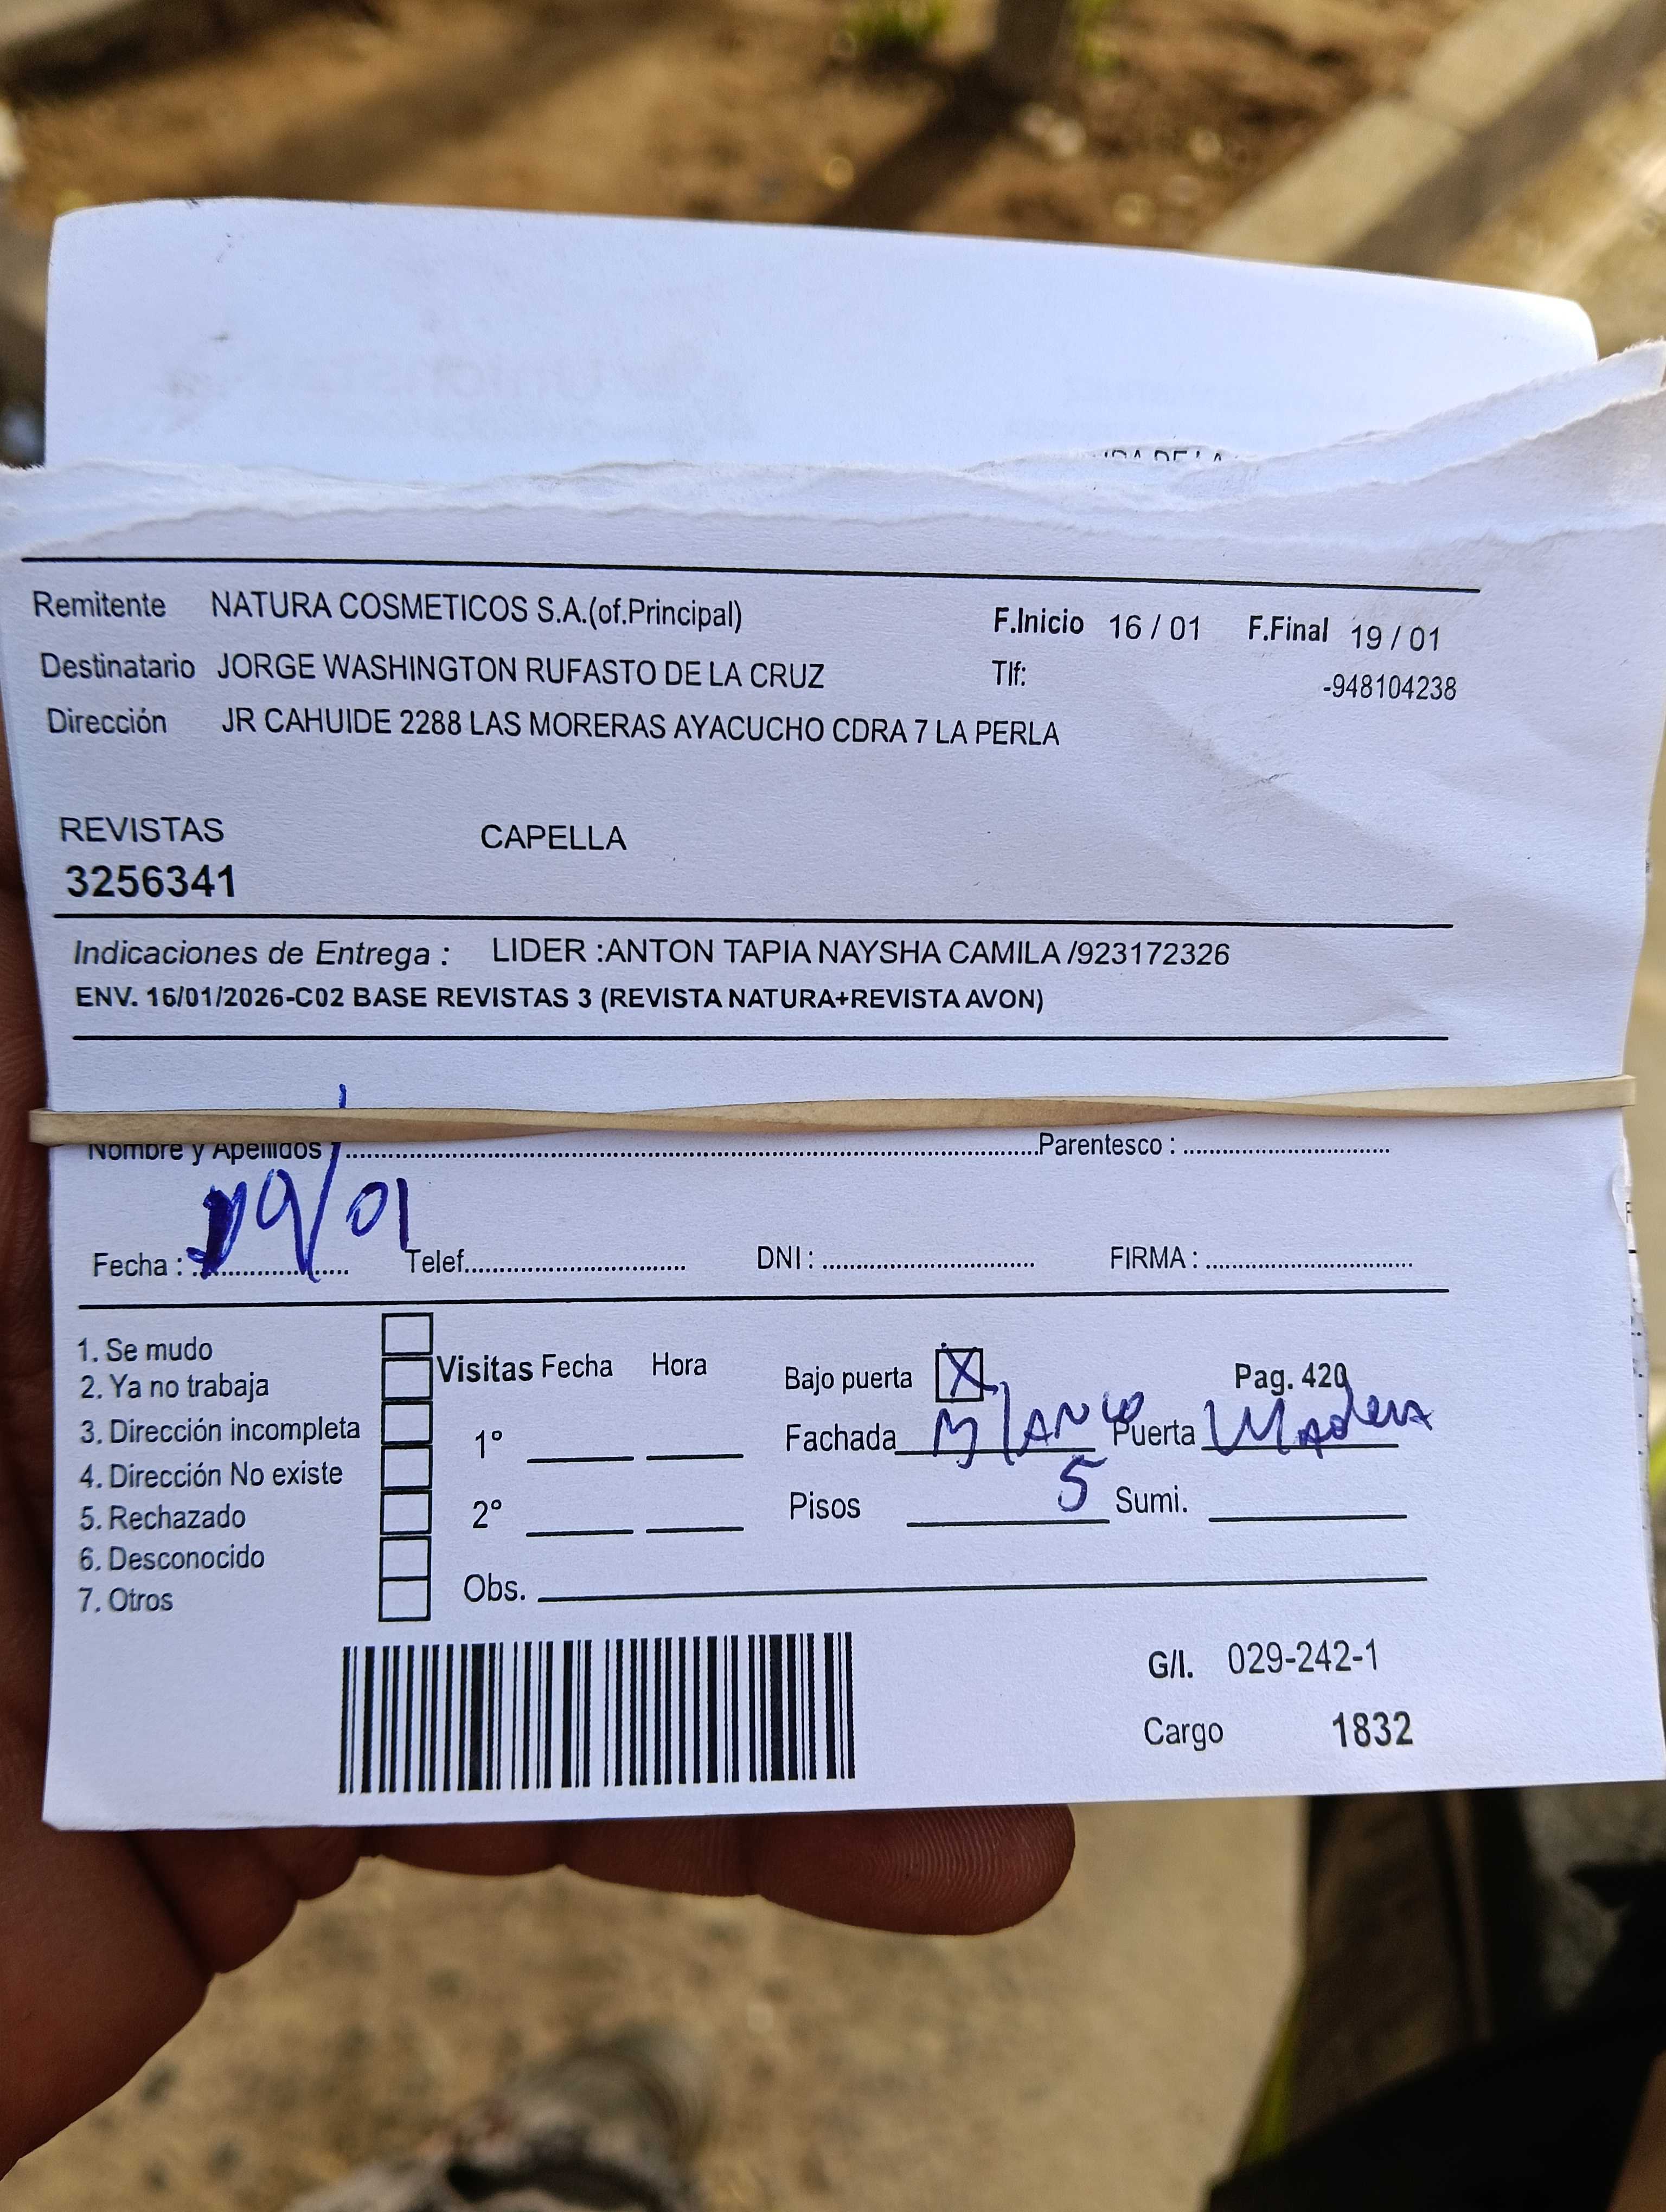 Remitente NATURA COSMETICOS S.A.(of.Principal) F.Inicio 16 / 01 F.Final 19 / 01
Destinatario JORGE WASHINGTON RUFASTO DE LA CRUZ Tlf: -948104238
Dirección JR CAHUIDE 2288 LAS MORERAS AYACUCHO CDRA 7 LA PERLA
REVISTAS CAPELLA
3256341
Indicaciones de Entrega : LIDER :ANTON TAPIA NAYSHA CAMILA /923172326
ENV. 16/01/2026-C02 BASE REVISTAS 3 (REVISTA NATURA+REVISTA AVON)
Nombre y Apellidos Parentesco :
Fecha : 19/01 Telef. DNI : FIRMA :
1. Se mudo
2. Ya no trabaja
3. Dirección incompleta
4. Dirección No existe
5. Rechazado
6. Desconocido
7. Otros
Visitas Fecha Hora
1º
2º
Obs.
Bajo puerta X Pag. 420
Fachada Blanco Puerta Madera
Pisos 5 Sumi.
G/I. 029-242-1
Cargo 1832